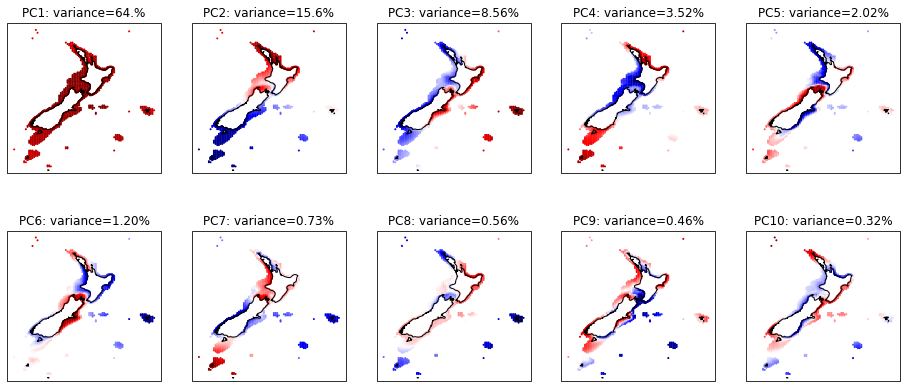 PC1: variance=64.%
PC2: variance=15.6%
PC3: variance=8.56%
PC4: variance=3.52%
PC5: variance=2.02%
PC6: variance=1.20%
PC7: variance=0.73%
PC8: variance=0.56%
PC9: variance=0.46%
PC10: variance=0.32%